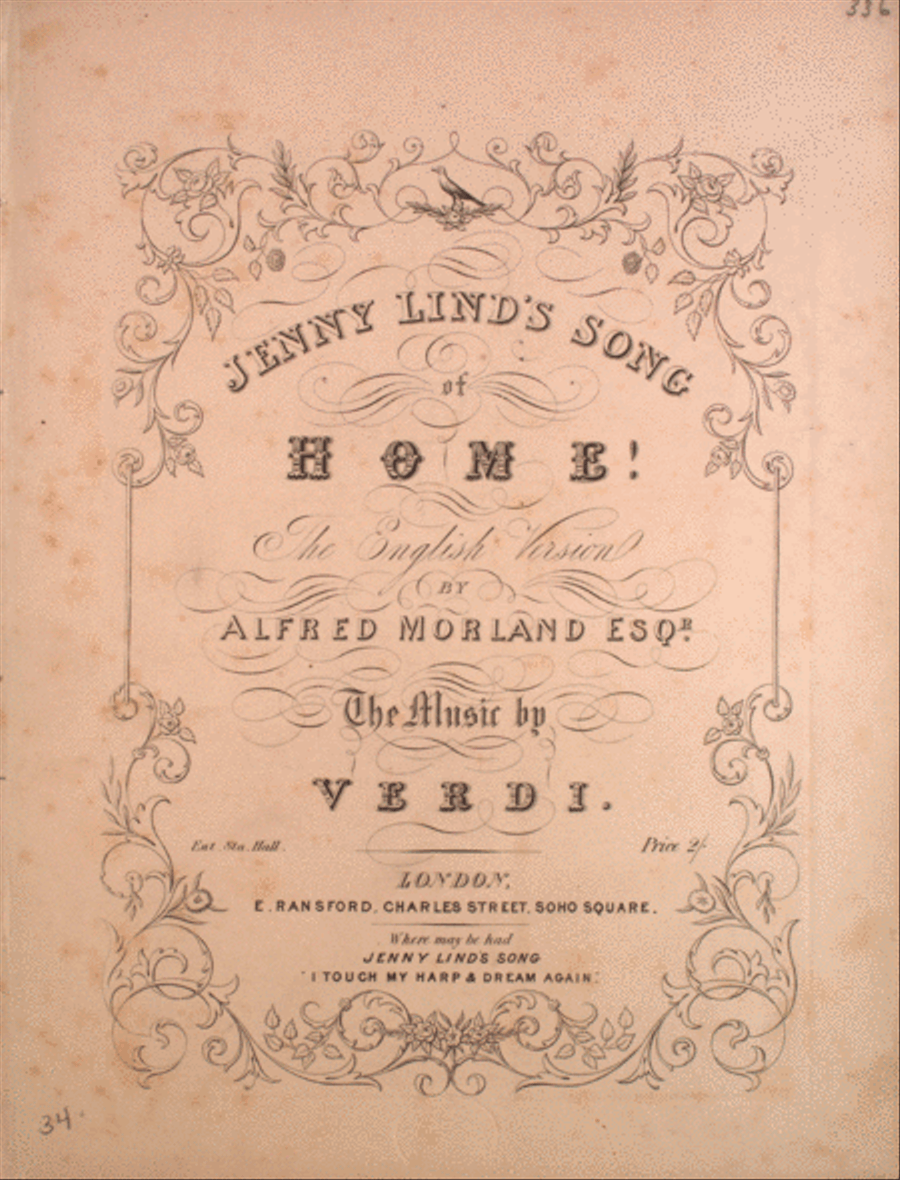 336
JENNY LIND'S SONG
of
HOME!
The English Version
BY
ALFRED MORLAND ESQR.
The Music by
VERDI.
Ent. Sta. Hall.
Price 2/-
LONDON,
E. RANSFORD, CHARLES STREET, SOHO SQUARE.
Where may be had
JENNY LIND'S SONG
"I TOUCH MY HARP & DREAM AGAIN."
34